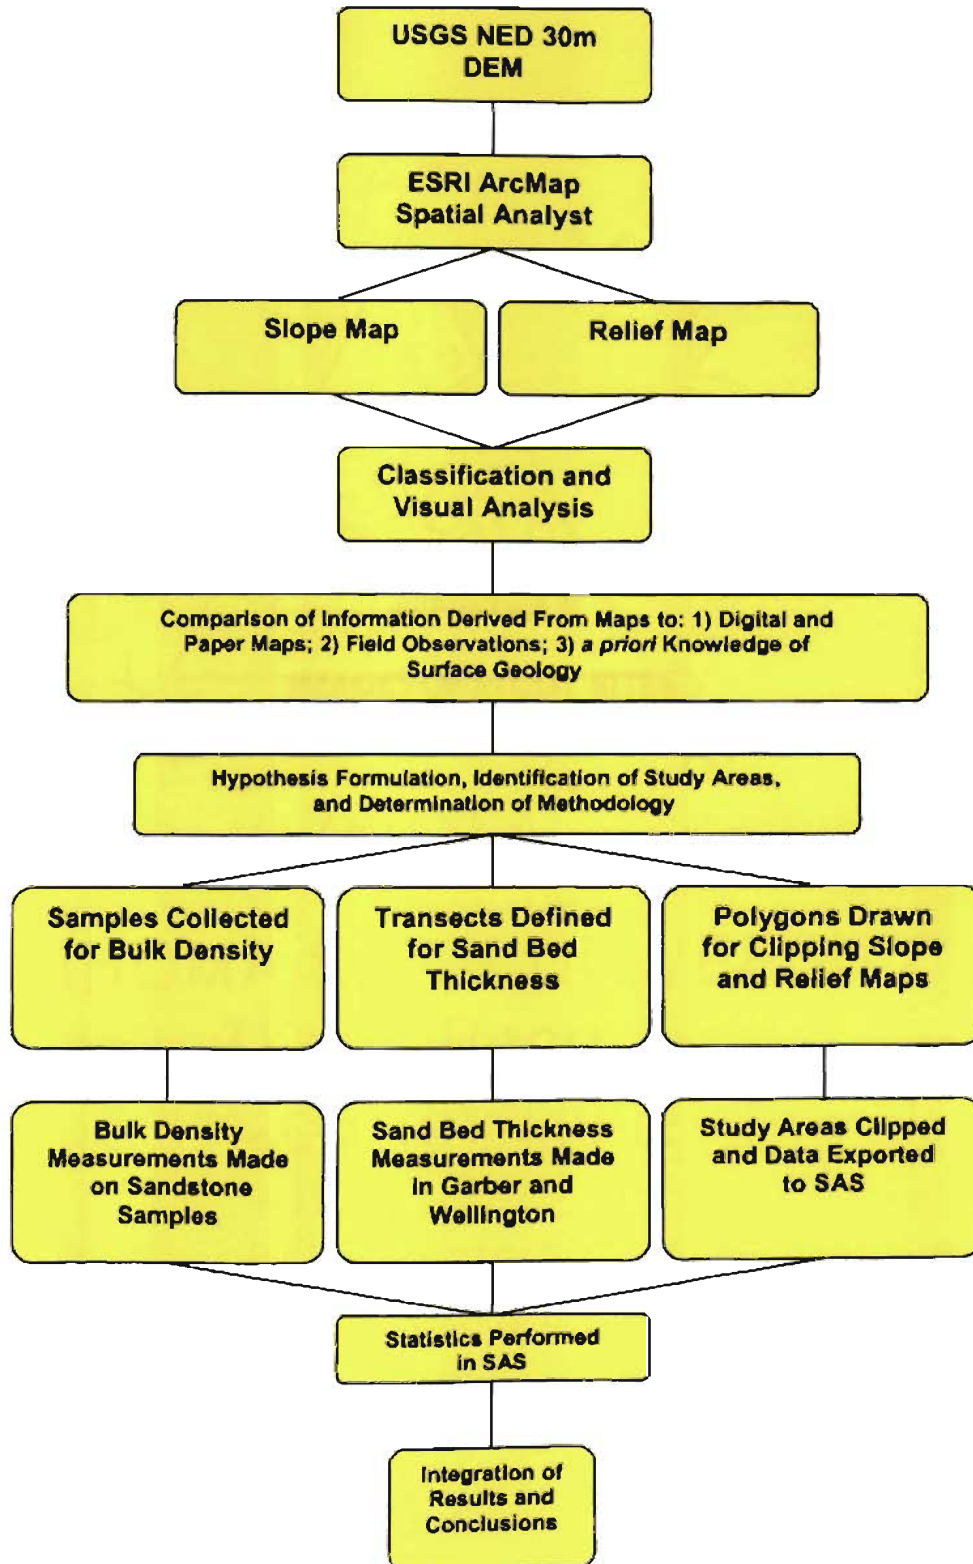 USGS NED 30m
DEM
ESRI ArcMap
Spatial Analyst
Slope Map
Relief Map
Classification and
Visual Analysis
Comparison of Information Derived From Maps to: 1) Digital and
Paper Maps; 2) Field Observations; 3) a priori Knowledge of
Surface Geology
Hypothesis Formulation, Identification of Study Areas,
and Determination of Methodology
Samples Collected
for Bulk Density
Transects Defined
for Sand Bed
Thickness
Polygons Drawn
for Clipping Slope
and Relief Maps
Bulk Density
Measurements Made
on Sandstone
Samples
Sand Bed Thickness
Measurements Made
in Garber and
Wellington
Study Areas Clipped
and Data Exported
to SAS
Statistics Performed
in SAS
Integration of
Results and
Conclusions